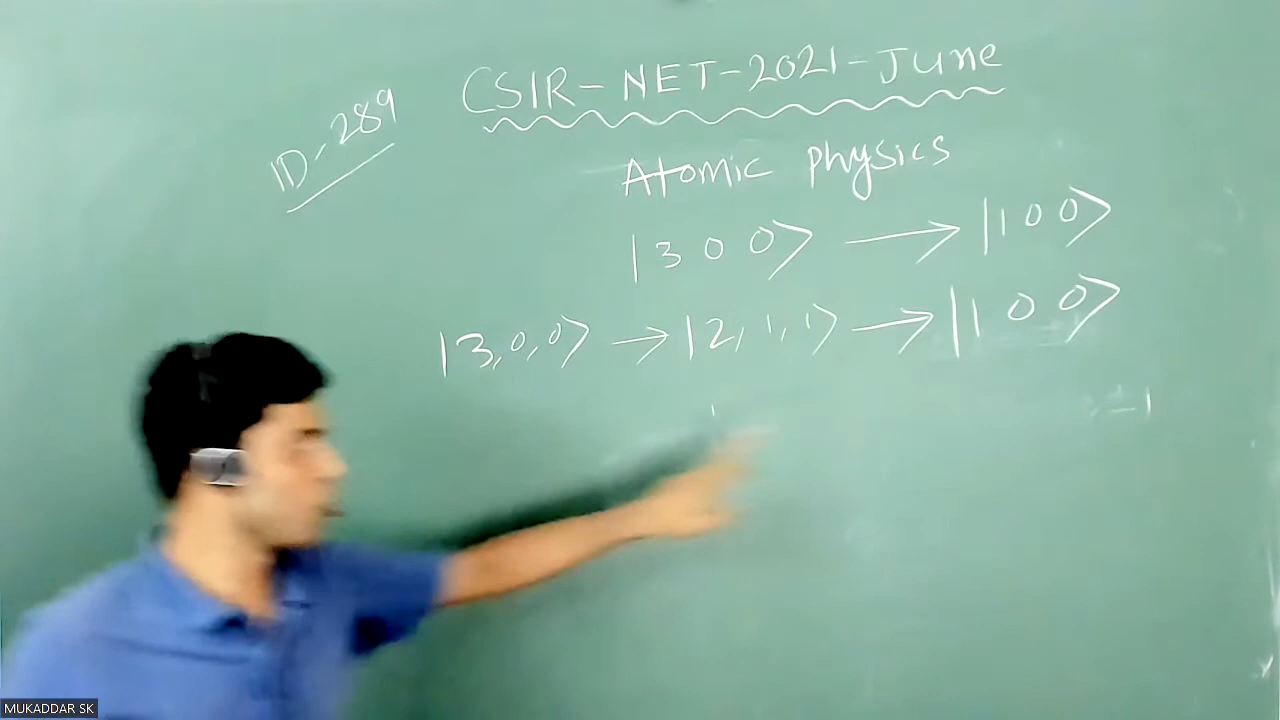 CSIR-NET-2021-June
ID-289
Atomic physics
|3 0 0> → |1 0 0>
|3,0,0> → |2,1,1> → |1 0 0>
-1
MUKADDAR SK